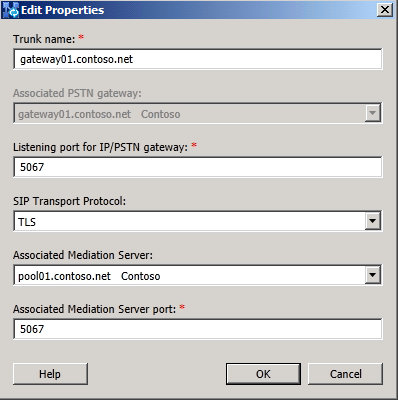 Edit Properties
Trunk name: *
gateway01.contoso.net
Associated PSTN gateway:
gateway01.contoso.net Contoso
Listening port for IP/PSTN gateway: *
5067
SIP Transport Protocol:
TLS
Associated Mediation Server:
pool01.contoso.net Contoso
Associated Mediation Server port: *
5067
Help OK Cancel